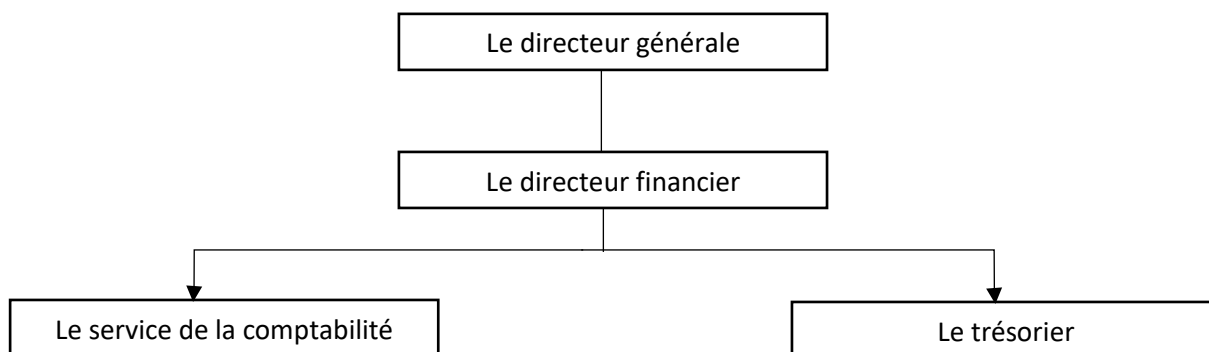 Le directeur générale
Le directeur financier
Le service de la comptabilité
Le trésorier